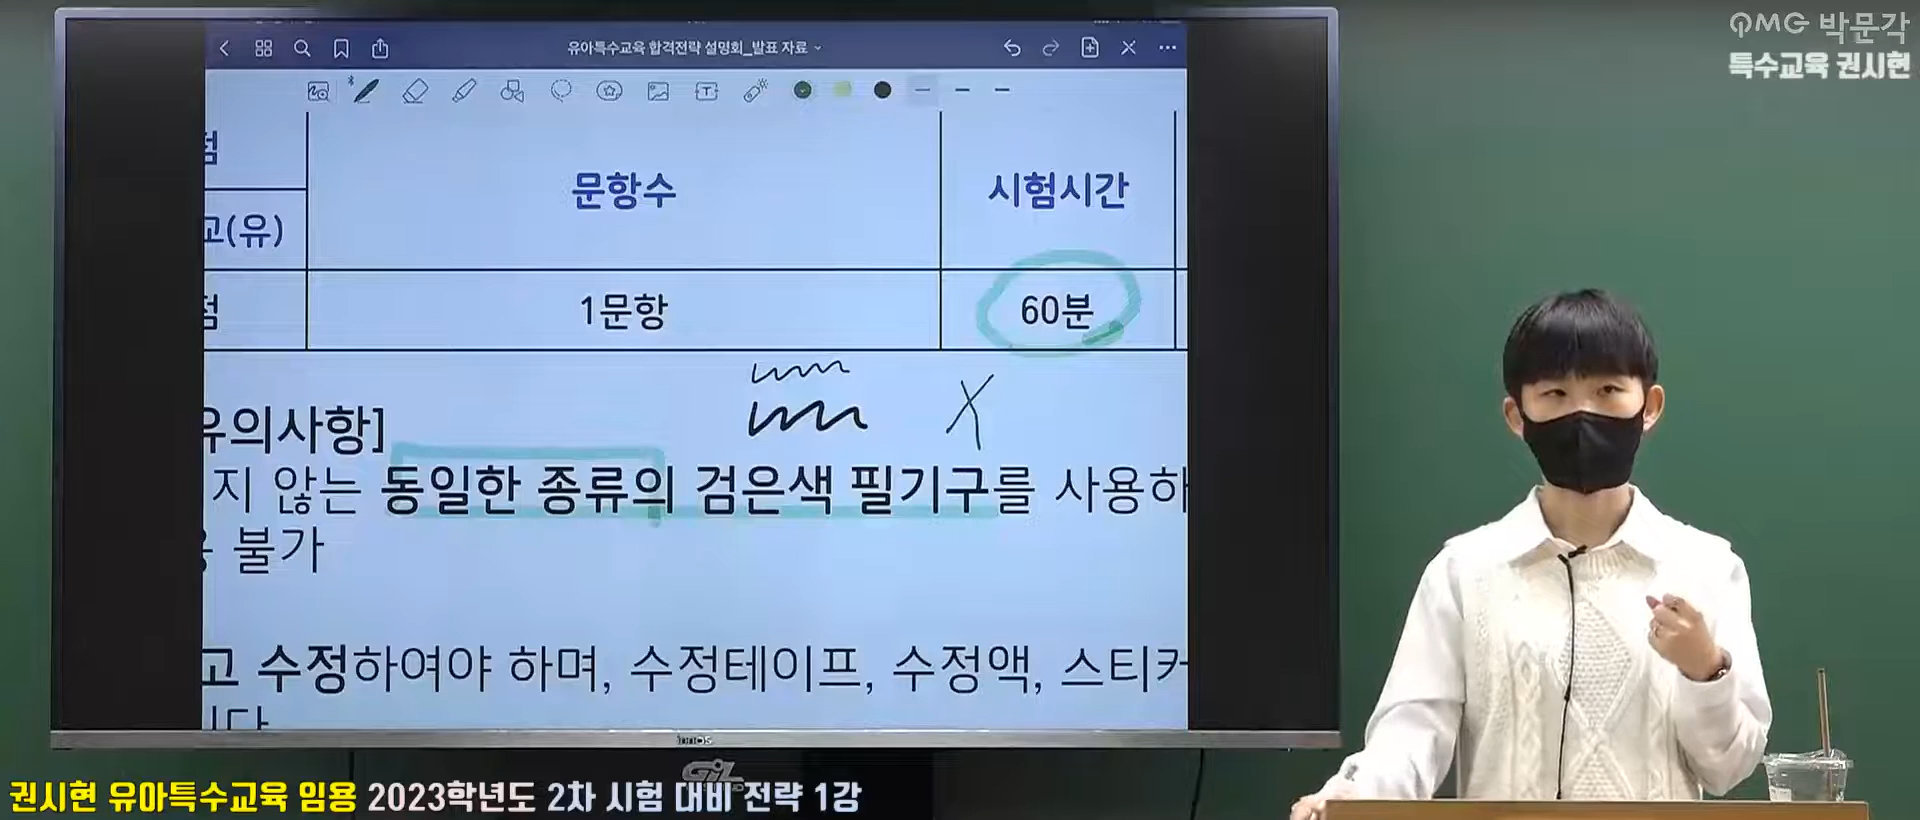 PMG 박문각
특수교육 권시현
유아특수교육 합격전략 설명회_발표 자료
문항수
시험시간
교(유)
1문항
60분
유의사항]
지 않는 동일한 종류의 검은색 필기구를 사용하
불가
고 수정하여야 하며, 수정테이프, 수정액, 스티커
니다
권시현 유아특수교육 임용 2023학년도 2차 시험 대비 전략 1강